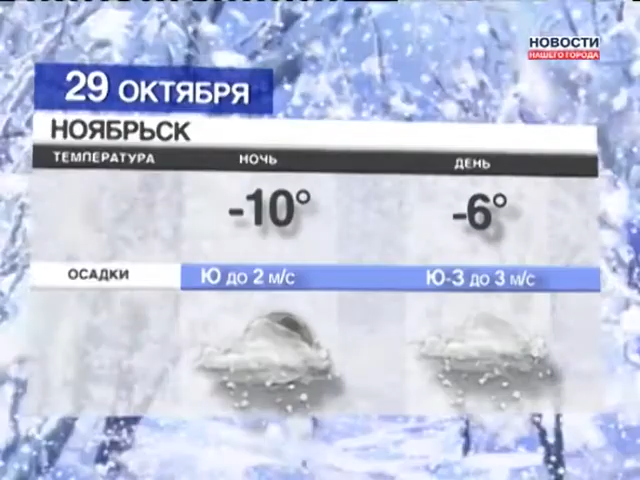 НОВОСТИ
НАШЕГО ГОРОДА
29 ОКТЯБРЯ
НОЯБРЬСК
ТЕМПЕРАТУРА НОЧЬ ДЕНЬ
-10° -6°
ОСАДКИ Ю ДО 2 М/С Ю-З ДО 3 М/С